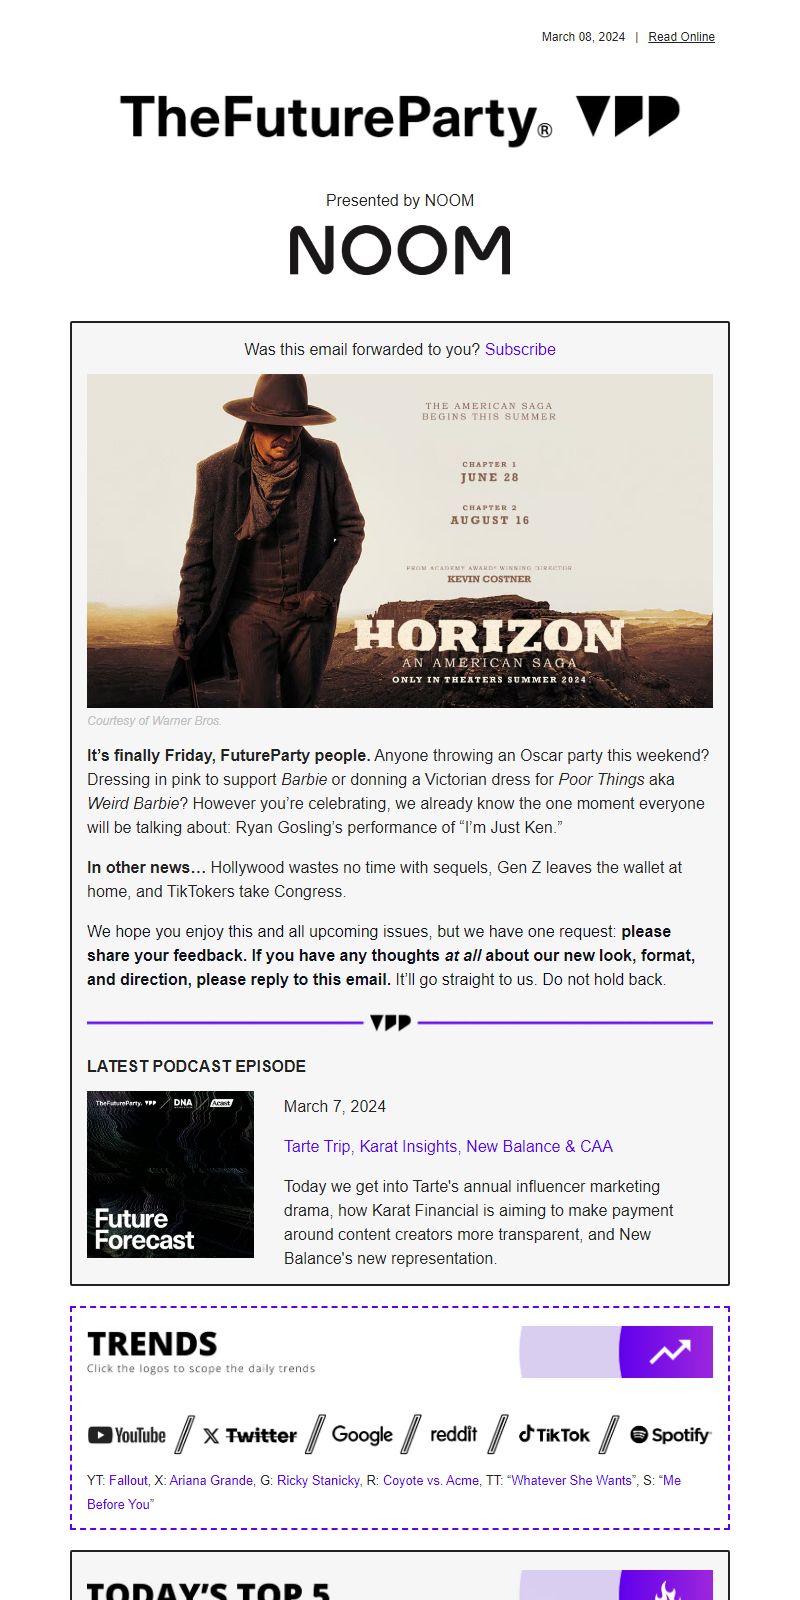 March 08, 2024 | Read Online
TheFutureParty®
Presented by NOOM
NOOM
Was this email forwarded to you? Subscribe
THE AMERICAN SAGA
BEGINS THIS SUMMER
CHAPTER 1
JUNE 28
CHAPTER 2
AUGUST 16
FROM ACADEMY AWARD® WINNING DIRECTOR
KEVIN COSTNER
HORIZON
AN AMERICAN SAGA
ONLY IN THEATERS SUMMER 2024
Courtesy of Warner Bros.
It’s finally Friday, FutureParty people. Anyone throwing an Oscar party this weekend?
Dressing in pink to support Barbie or donning a Victorian dress for Poor Things aka
Weird Barbie? However you’re celebrating, we already know the one moment everyone
will be talking about: Ryan Gosling’s performance of “I’m Just Ken.”
In other news… Hollywood wastes no time with sequels, Gen Z leaves the wallet at
home, and TikTokers take Congress.
We hope you enjoy this and all upcoming issues, but we have one request: please
share your feedback. If you have any thoughts at all about our new look, format,
and direction, please reply to this email. It’ll go straight to us. Do not hold back.
LATEST PODCAST EPISODE
TheFutureParty. DNA Acast
Future
Forecast
March 7, 2024
Tarte Trip, Karat Insights, New Balance & CAA
Today we get into Tarte's annual influencer marketing
drama, how Karat Financial is aiming to make payment
around content creators more transparent, and New
Balance's new representation.
TRENDS
Click the logos to scope the daily trends
YouTube X Twitter Google reddit TikTok Spotify
YT: Fallout, X: Ariana Grande, G: Ricky Stanicky, R: Coyote vs. Acme, TT: “Whatever She Wants”, S: “Me
Before You”
TODAY’S TOP 5